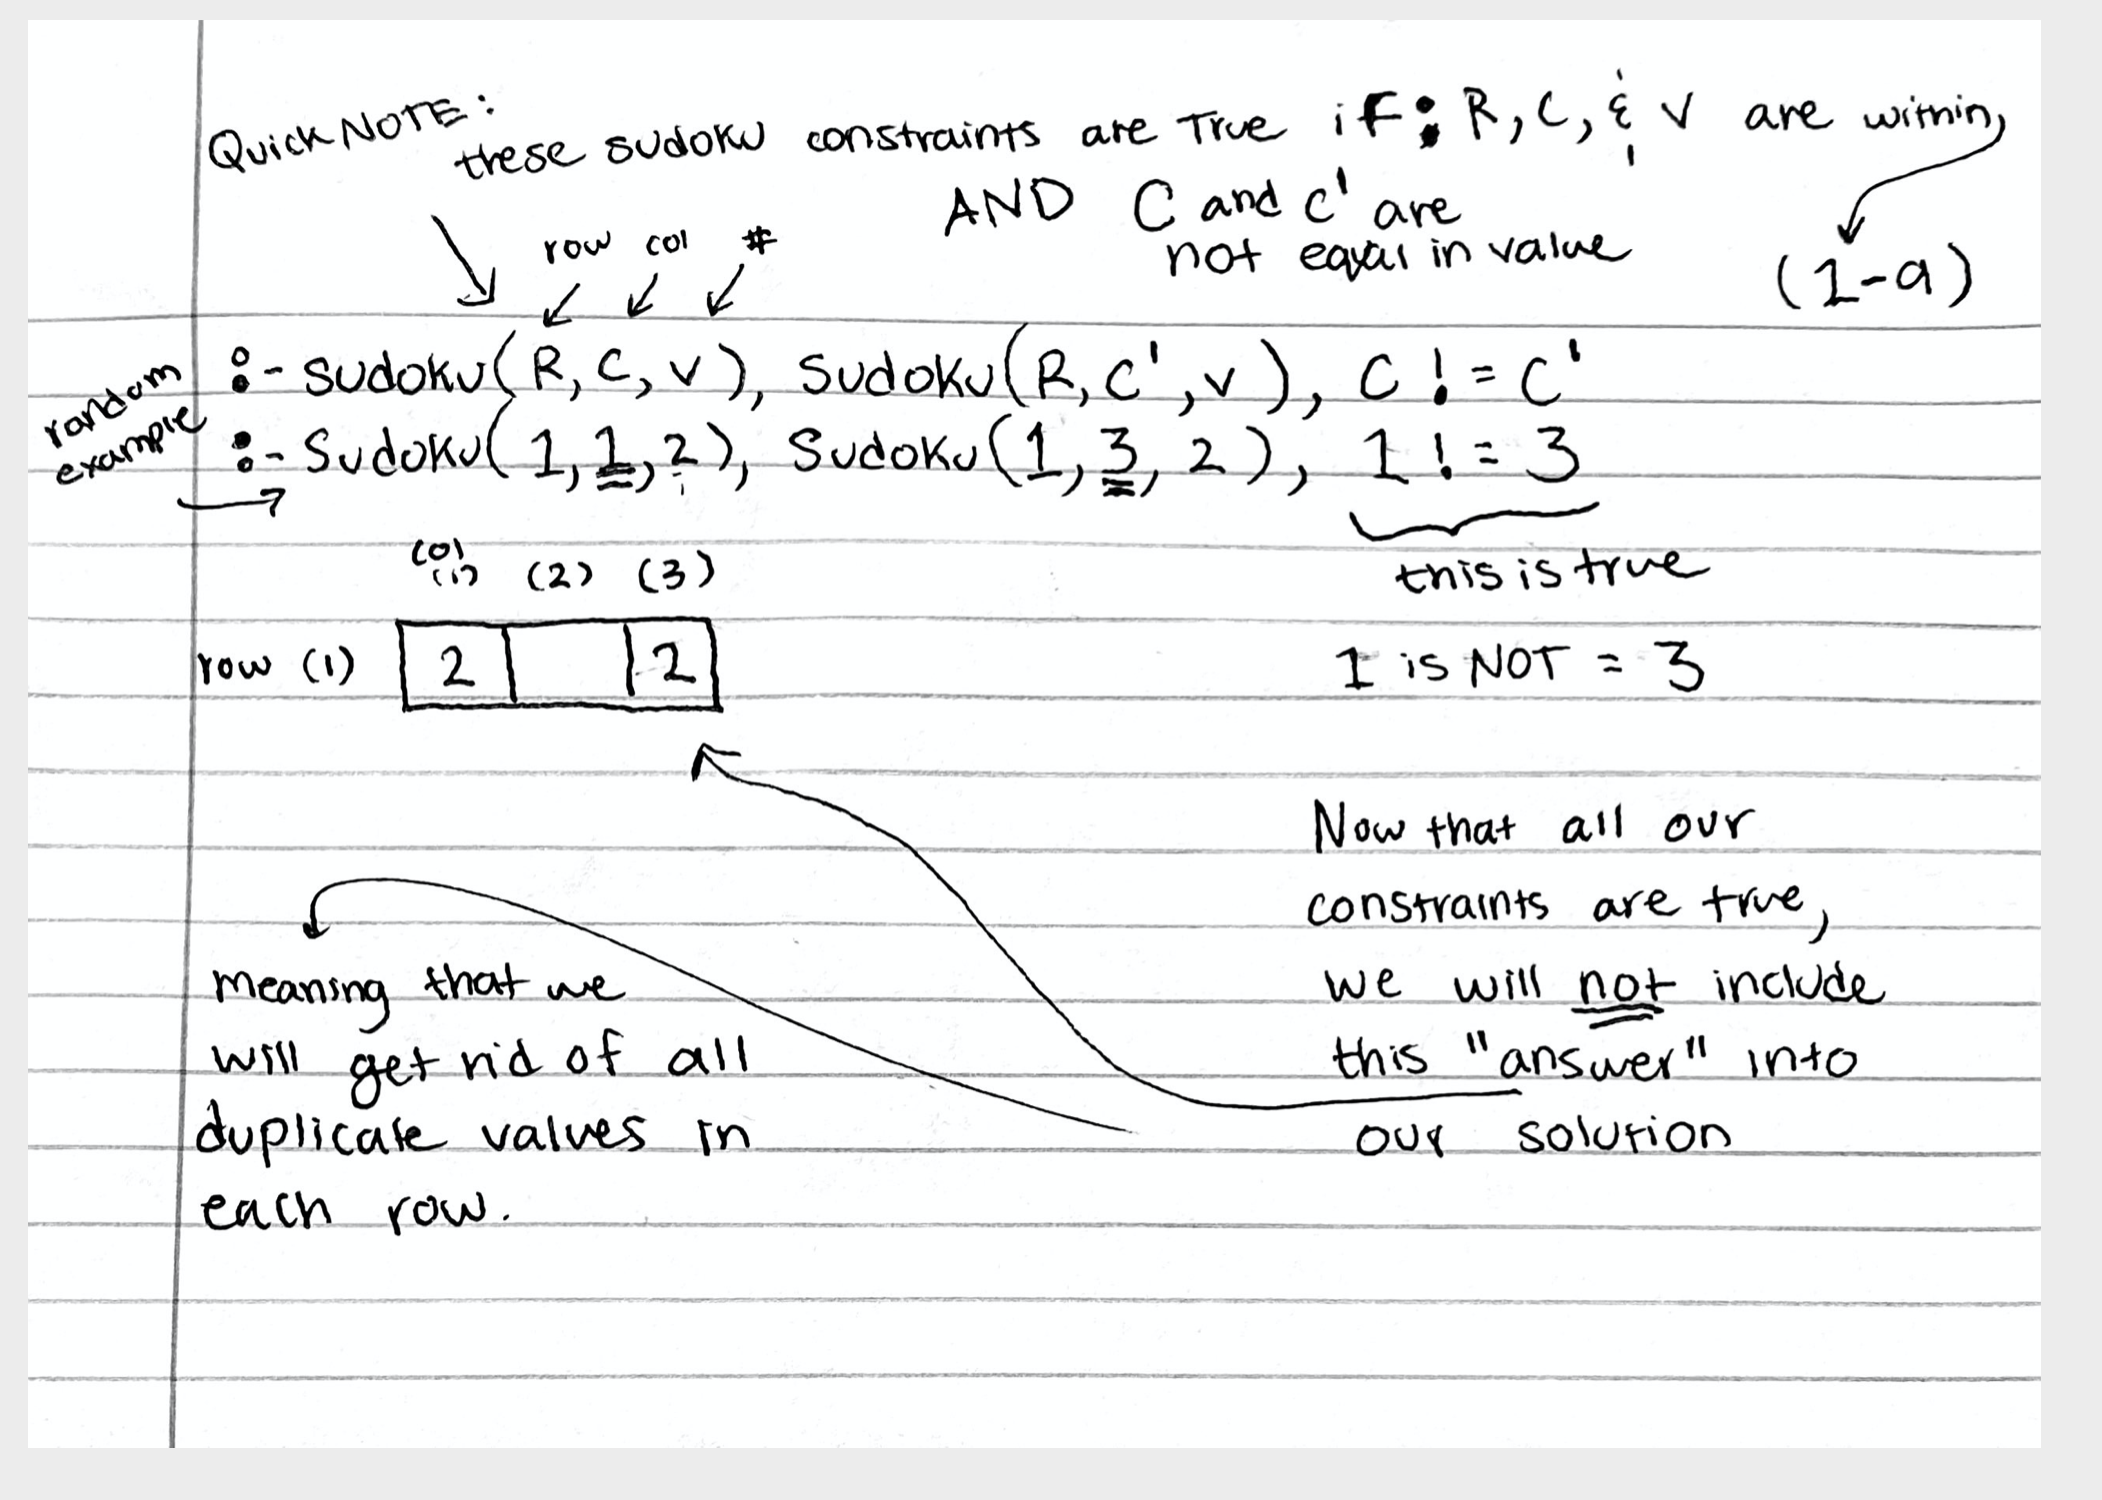 Quick NOTE:
these sudoku constraints are True if: R, C, & V are within,
AND C and C' are
not equal in value
(1-9)
row col #
:- sudoku(R, C, V), Sudoku(R, C', V), C != C'
random
example
:- Sudoku(1, 1, 2), Sudoku(1, 3, 2), 1 != 3
this is true
col
(1) (2) (3)
row (1) 2 2
1 is NOT = 3
Now that all our
constraints are true,
we will not include
this "answer" into
our solution
meaning that we
will get rid of all
duplicate values in
each row.